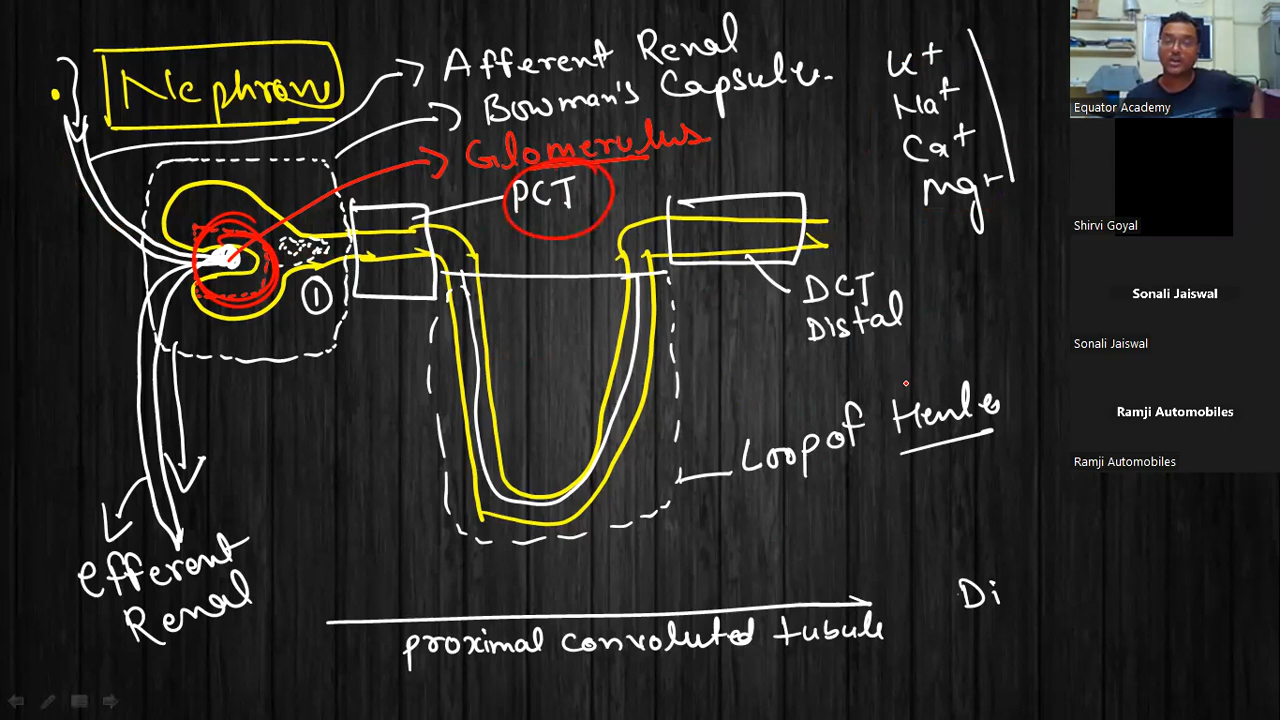 Nephron
Afferent Renal
Bowman's Capsule.
Glomerulus
PCT
K+
Na+
Ca+
Mg+
1
DCT
Distal
Loop of Henle
efferent
Renal
proximal convoluted tubule
Di
Equator Academy
Shirvi Goyal
Sonali Jaiswal
Sonali Jaiswal
Ramji Automobiles
Ramji Automobiles